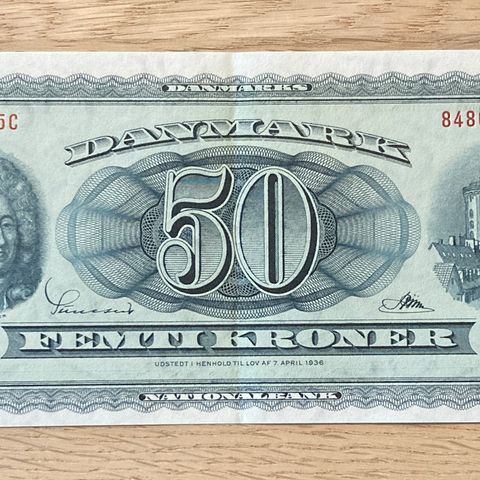 DANMARKS
5C 848
DANMARK
50
FEMTI KRONER
UDSTEDT I HENHOLD TIL LOV AF 7. APRIL 1936
NATIONALBANK